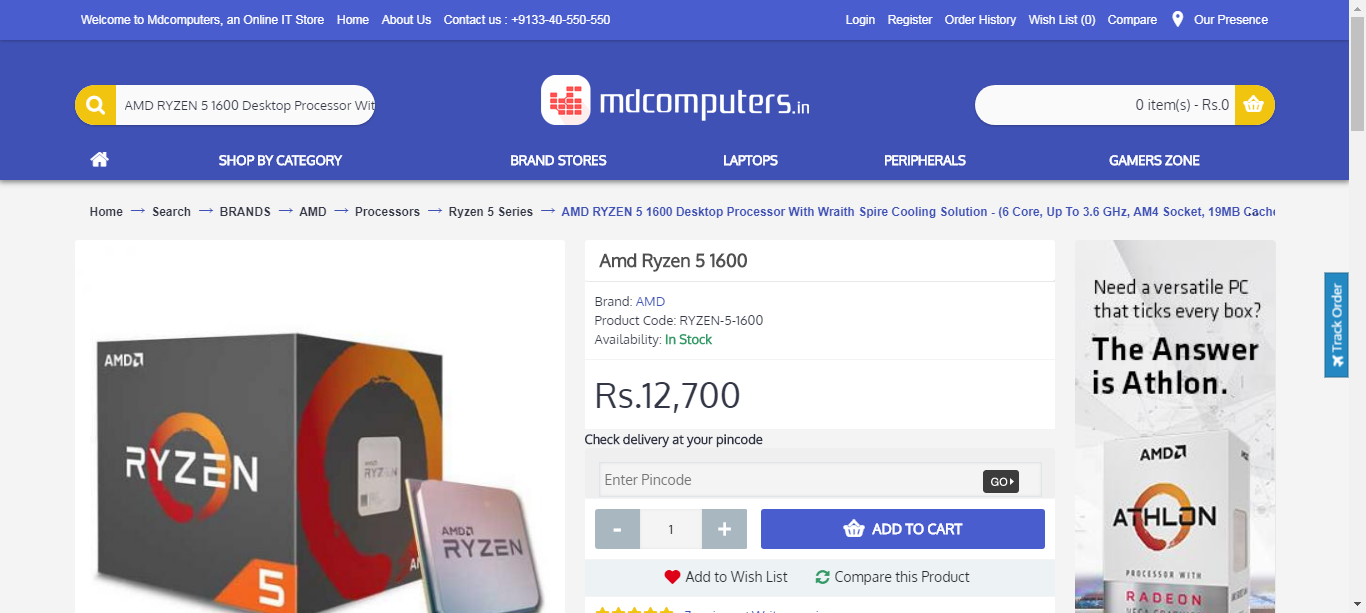 Welcome to Mdcomputers, an Online IT Store Home About Us Contact us : +9133-40-550-550 Login Register Order History Wish List (0) Compare Our Presence
AMD RYZEN 5 1600 Desktop Processor Wit
mdcomputers.in
0 item(s) - Rs.0
SHOP BY CATEGORY BRAND STORES LAPTOPS PERIPHERALS GAMERS ZONE
Home → Search → BRANDS → AMD → Processors → Ryzen 5 Series → AMD RYZEN 5 1600 Desktop Processor With Wraith Spire Cooling Solution - (6 Core, Up To 3.6 GHz, AM4 Socket, 19MB Cache
AMD
RYZEN
5
AMD
RYZEN
AMD
RYZEN
Amd Ryzen 5 1600
Brand: AMD
Product Code: RYZEN-5-1600
Availability: In Stock
Rs.12,700
Check delivery at your pincode
Enter Pincode GO
- 1 + ADD TO CART
Add to Wish List Compare this Product
Need a versatile PC
that ticks every box?
The Answer
is Athlon.
AMD
ATHLON
PROCESSOR WITH
RADEON
Track Order